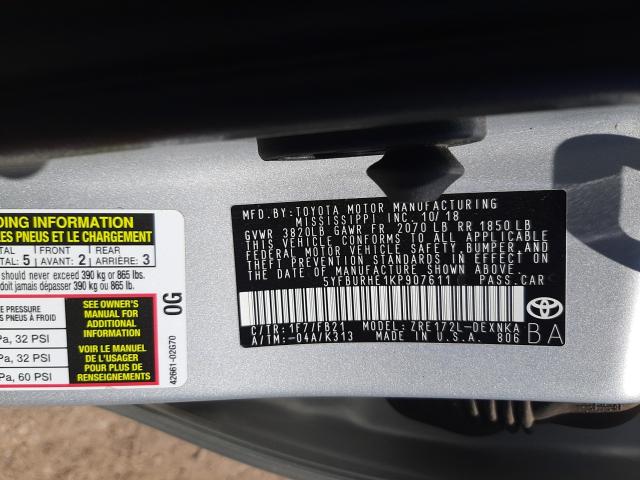 DING INFORMATION
LES PNEUS ET LE CHARGEMENT
TAL 5 FRONT AVANT: 2 REAR ARRIÈRE: 3
TAL:
should never exceed 390 kg or 865 lbs.
doit jamais dépasser 390 kg ou 865 lbs.
E PRESSURE
PNEUS À FROID
Pa, 32 PSI
Pa, 32 PSI
Pa, 60 PSI
SEE OWNER'S
MANUAL FOR
ADDITIONAL
INFORMATION
VOIR LE MANUEL
DE L'USAGER
POUR PLUS DE
RENSEIGNEMENTS
0G
42661-02G70
MFD.BY: TOYOTA MOTOR MANUFACTURING
MISSISSIPPI INC. 10/18
GVWR 3820LB GAWR FR 2070 LB RR 1850 LB
THIS VEHICLE CONFORMS TO ALL APPLICABLE
FEDERAL MOTOR VEHICLE SAFETY, BUMPER AND
THEFT PREVENTION STANDARDS IN EFFECT ON
THE DATE OF MANUFACTURE SHOWN ABOVE.
5YFBURHE1KP907611 PASS.CAR
C/TR: 1F7/FB21 MODEL: ZRE172L-DEXNKA
A/TM: -04A/K313 MADE IN U.S.A. 806
TOYOTA
BA